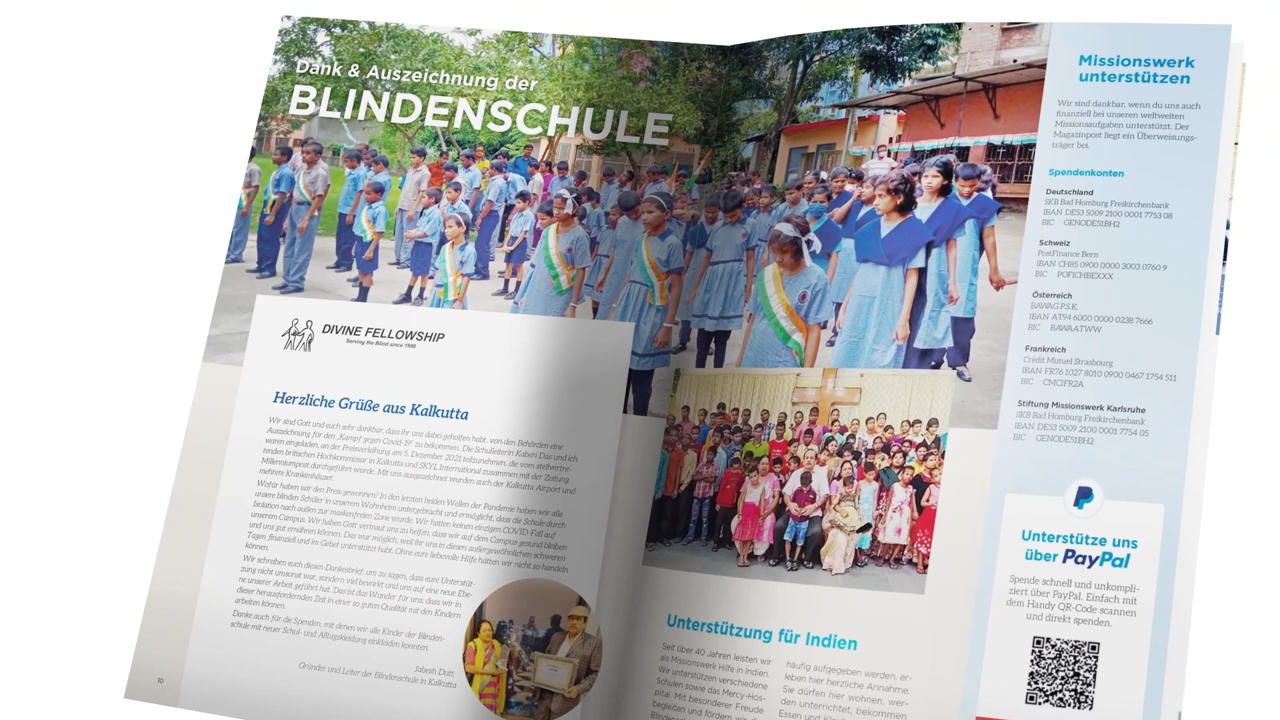 Dank & Auszeichnung der
BLINDENSCHULE
DIVINE FELLOWSHIP
Serving the Blind since 1986
Herzliche Grüße aus Kalkutta
Wir sind Gott und euch sehr dankbar, dass ihr uns dabei geholfen habt, von den Behörden eine
Auszeichnung für den „Kampf gegen Covid-19" zu bekommen. Die Schulleiterin Kaberi Das und ich
waren eingeladen, an der Preisverleihung am 5. Dezember 2021 teilzunehmen, die vom stellvertre-
tenden britischen Hochkommissar in Kalkutta und SKYL International zusammen mit der Zeitung
Millenniumpost durchgeführt wurde. Mit uns ausgezeichnet wurden auch der Kalkutta Airport und
mehrere Krankenhäuser.
Wofür haben wir den Preis gewonnen? In den letzten beiden Wellen der Pandemie haben wir alle
unsere blinden Schüler in unserem Wohnheim untergebracht und ermöglicht, dass die Schule durch
Isolation nach außen zur maskenfreien Zone wurde. Wir hatten keinen einzigen COVID-Fall auf
unserem Campus. Wir haben Gott vertraut uns zu helfen, dass wir auf dem Campus gesund bleiben
und uns gut ernähren können. Das war möglich, weil ihr uns in diesen außergewöhnlichen schweren
Tagen finanziell und im Gebet unterstützt habt. Ohne eure liebevolle Hilfe hätten wir nicht so handeln
können.
Wir schreiben euch diesen Dankesbrief, um zu sagen, dass eure Unterstüt-
zung nicht umsonst war, sondern viel bewirkt und uns auf eine neue Ebe-
ne unserer Arbeit geführt hat. Das ist das Wunder für uns: dass wir in
dieser herausfordernden Zeit in einer so guten Qualität mit den Kindern
arbeiten können.
Danke auch für die Spenden, mit denen wir alle Kinder der Blinden-
schule mit neuer Schul- und Alltagskleidung einkleiden konnten.
Jabesh Dutt
Gründer und Leiter der Blindenschule in Kalkutta
10
Unterstützung für Indien
Seit über 40 Jahren leisten wir
als Missionswerk Hilfe in Indien.
Wir unterstützen verschiedene
Schulen sowie das Mercy-Hos-
pital. Mit besonderer Freude
begleiten und fördern wir die
häufig aufgegeben werden, er-
leben hier herzliche Annahme.
Sie dürfen hier wohnen, wer-
den unterrichtet, bekommen
Essen und
Missionswerk
unterstützen
Wir sind dankbar, wenn du uns auch
finanziell bei unseren weltweiten
Missionsaufgaben unterstützt. Der
Magazinpost liegt ein Überweisungs-
träger bei.
Spendenkonten
Deutschland
SKB Bad Homburg Freikirchenbank
IBAN DE53 5009 2100 0001 7753 08
BIC GENODE51BH2
Schweiz
PostFinance Bern
IBAN CH85 0900 0000 3003 0760 9
BIC POFICHBEXXX
Österreich
BAWAG P.S.K.
IBAN AT94 6000 0000 0238 7666
BIC BAWAATWW
Frankreich
Crédit Mutuel Strasbourg
IBAN FR76 1027 8010 0900 0467 1754 511
BIC CMCIFR2A
Stiftung Missionswerk Karlsruhe
SKB Bad Homburg Freikirchenbank
IBAN DE53 5009 2100 0001 7754 05
BIC GENODE51BH2
Unterstütze uns
über PayPal
Spende schnell und unkompli-
ziert über PayPal. Einfach mit
dem Handy QR-Code scannen
und direkt spenden.